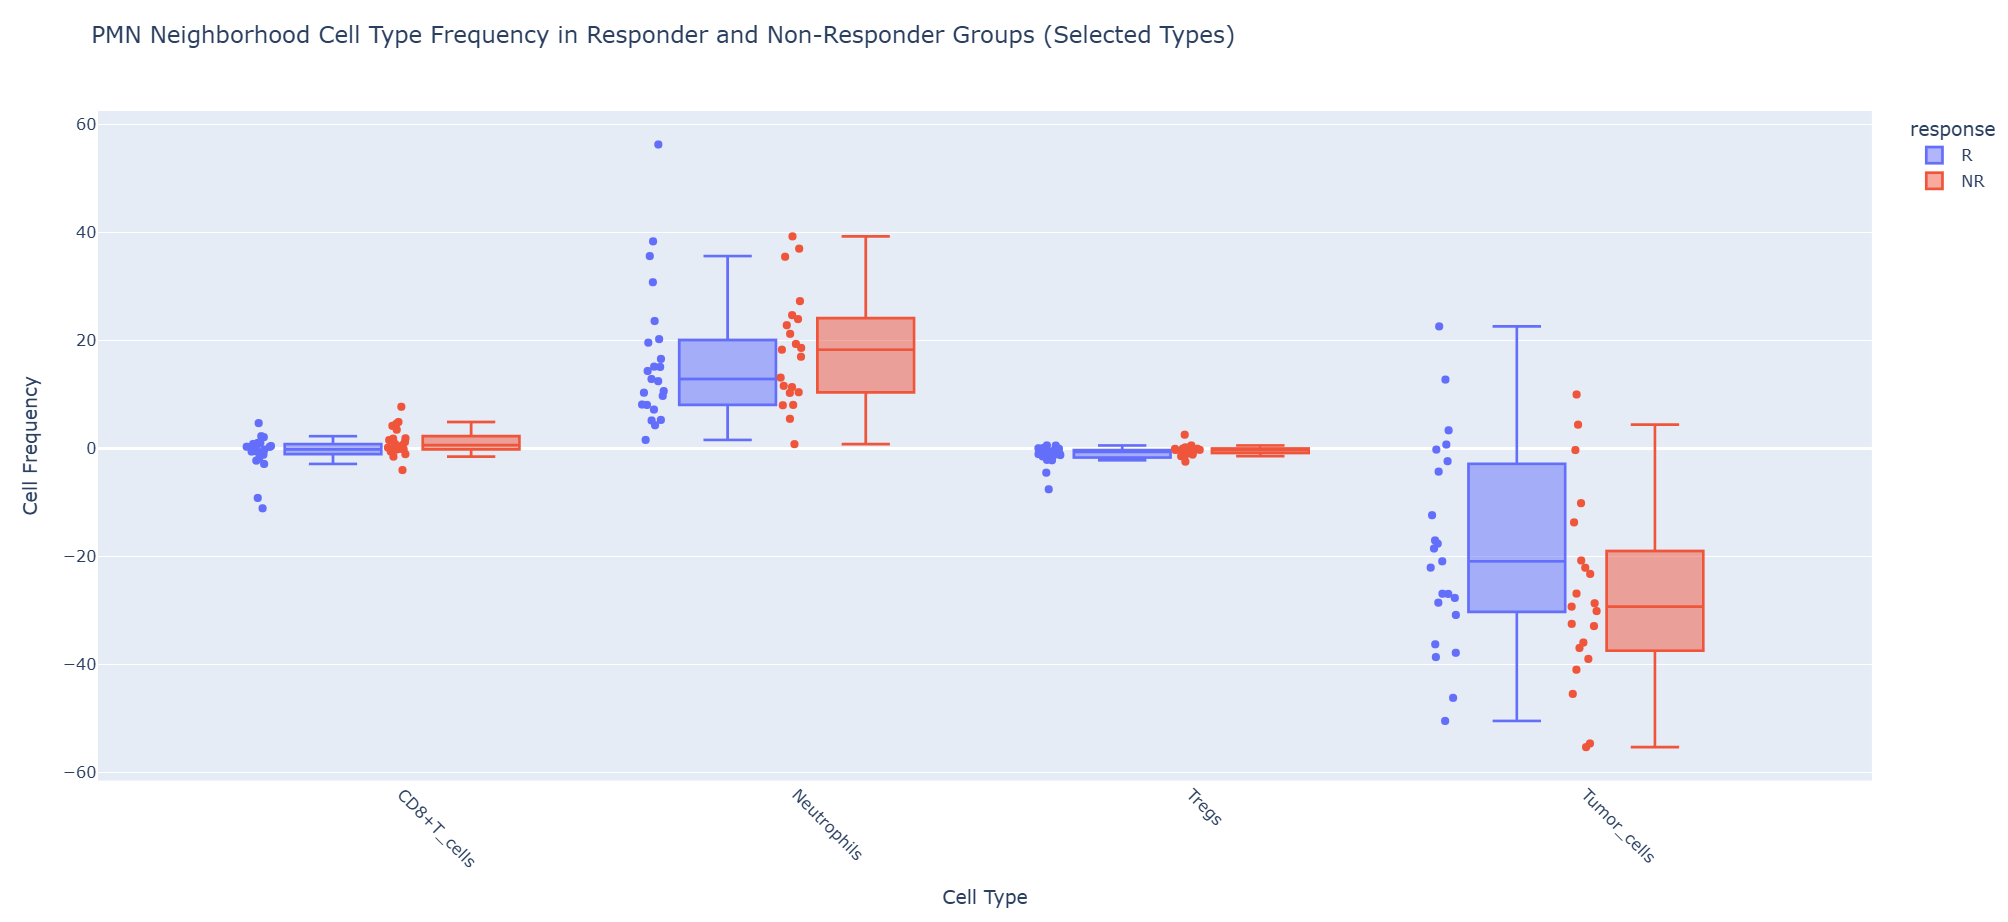 PMN Neighborhood Cell Type Frequency in Responder and Non-Responder Groups (Selected Types)
response
R
NR
60
40
20
0
−20
−40
−60
Cell Frequency
CD8+T_cells
Neutrophils
Tregs
Tumor_cells
Cell Type